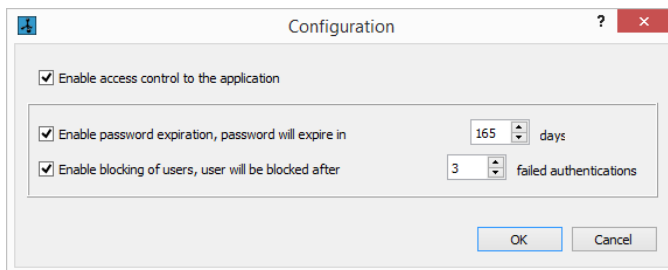 Configuration
?
Enable access control to the application
Enable password expiration, password will expire in 165 days
Enable blocking of users, user will be blocked after 3 failed authentications
OK Cancel